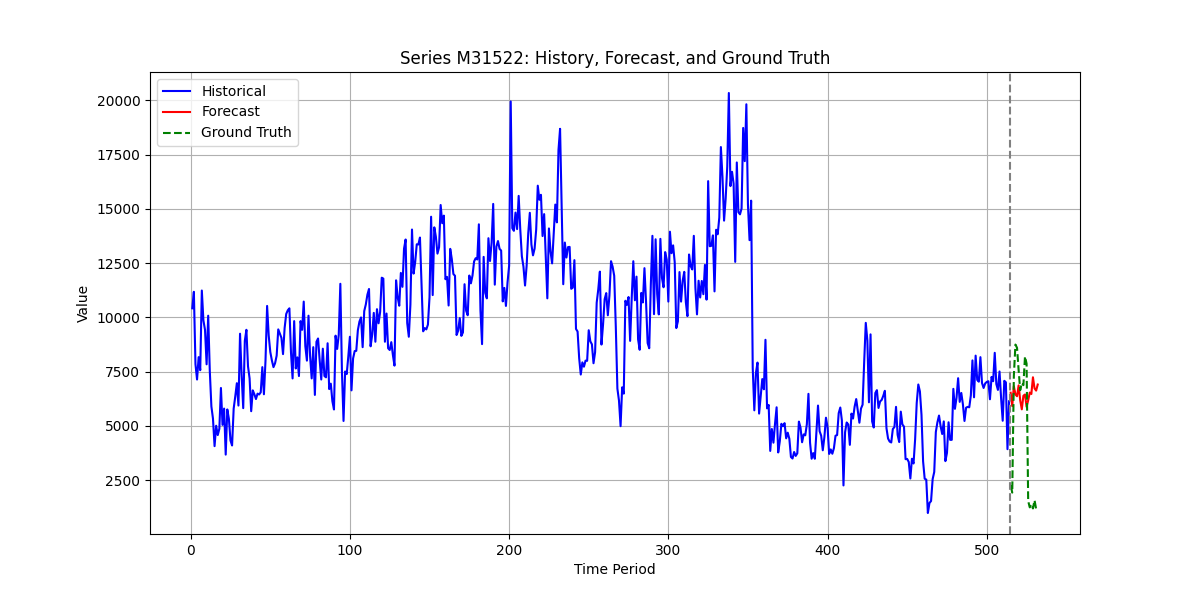 Series M31522: History, Forecast, and Ground Truth
Historical
Forecast
Ground Truth
20000
17500
15000
12500
10000
7500
5000
2500
Value
0 100 200 300 400 500
Time Period